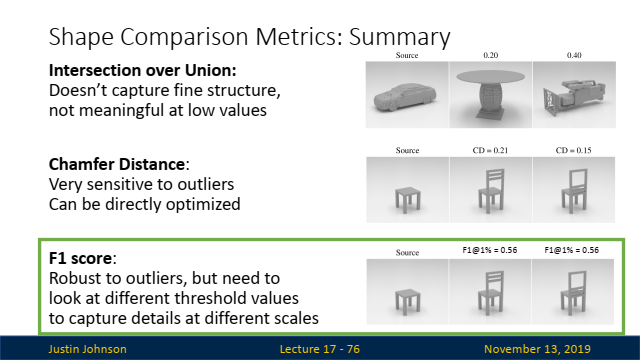 Shape Comparison Metrics: Summary
Intersection over Union:
Doesn't capture fine structure,
not meaningful at low values
Source 0.20 0.40
Chamfer Distance:
Very sensitive to outliers
Can be directly optimized
Source CD = 0.21 CD = 0.15
F1 score:
Robust to outliers, but need to
look at different threshold values
to capture details at different scales
Source F1@1% = 0.56 F1@1% = 0.56
Justin Johnson Lecture 17 - 76 November 13, 2019